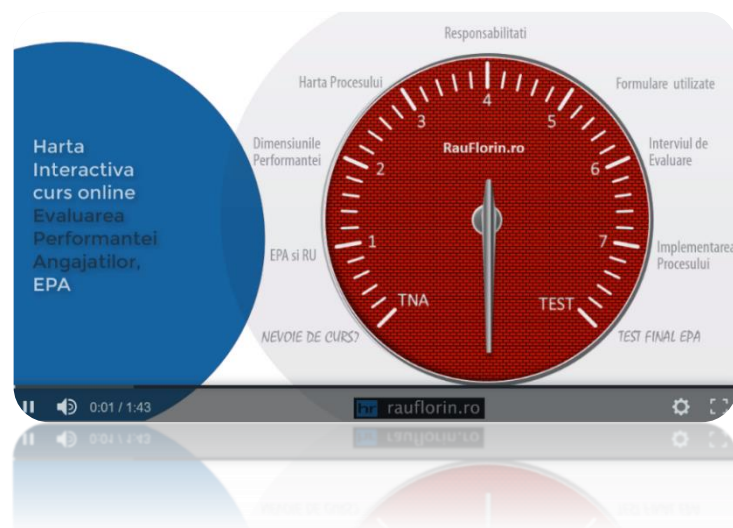 Harta
Interactiva
curs online
Evaluarea
Performantei
Angajatilor,
EPA
Responsabilitati
Harta Procesului
Formulare utilizate
Dimensiunile
Performantei
Interviul de
Evaluare
EPA si RU
Implementarea
Procesului
NEVOIE DE CURS?
TEST FINAL EPA
RauFlorin.ro
TNA
1
2
3
4
5
6
7
TEST
0:01 / 1:43
hr rauflorin.ro